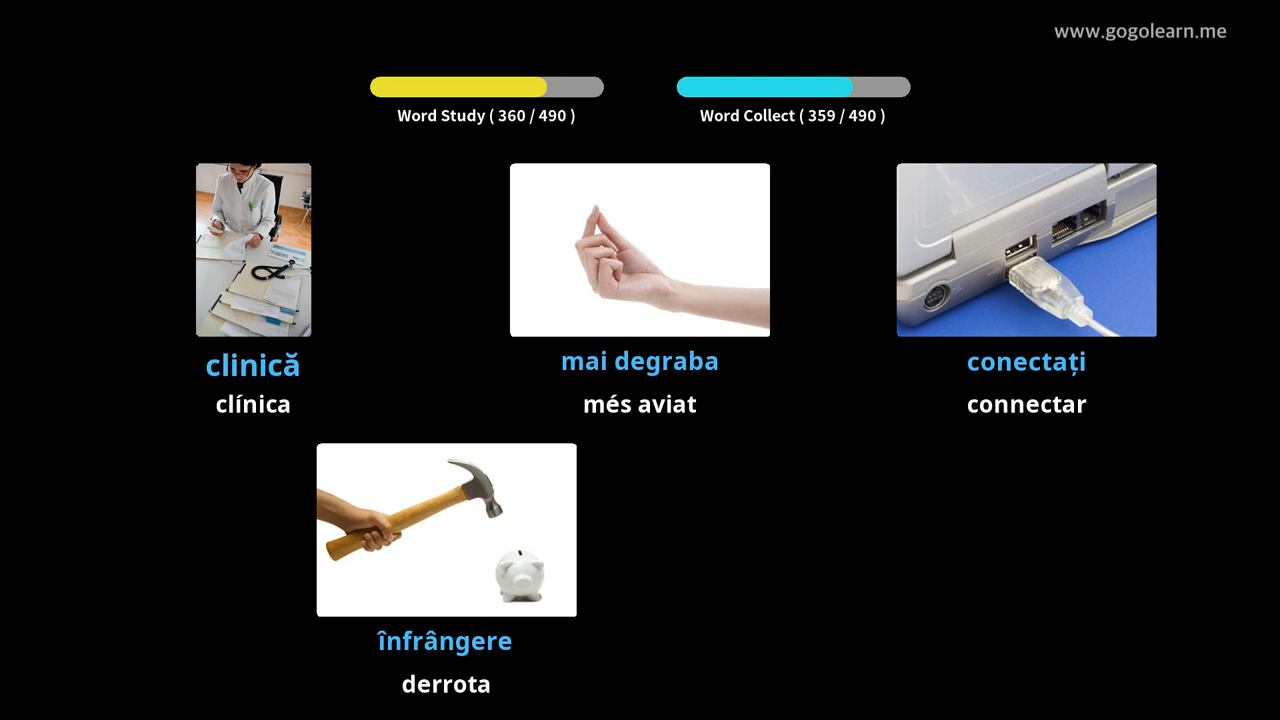 www.gogolearn.me
Word Study ( 360 / 490 )
Word Collect ( 359 / 490 )
clinică
clínica
mai degraba
més aviat
conectați
connectar
înfrângere
derrota